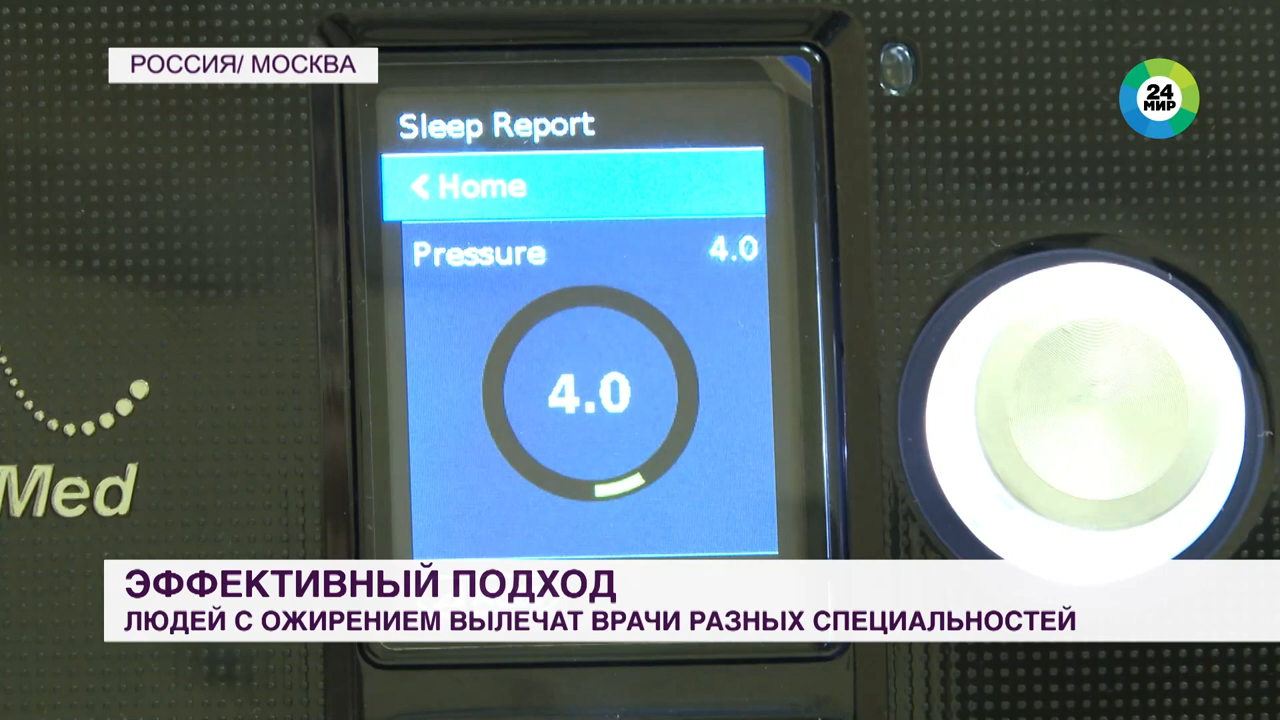 РОССИЯ/ МОСКВА
24
МИР
Sleep Report
< Home
Pressure 4.0
4.0
Med
ЭФФЕКТИВНЫЙ ПОДХОД
ЛЮДЕЙ С ОЖИРЕНИЕМ ВЫЛЕЧАТ ВРАЧИ РАЗНЫХ СПЕЦИАЛЬНОСТЕЙ